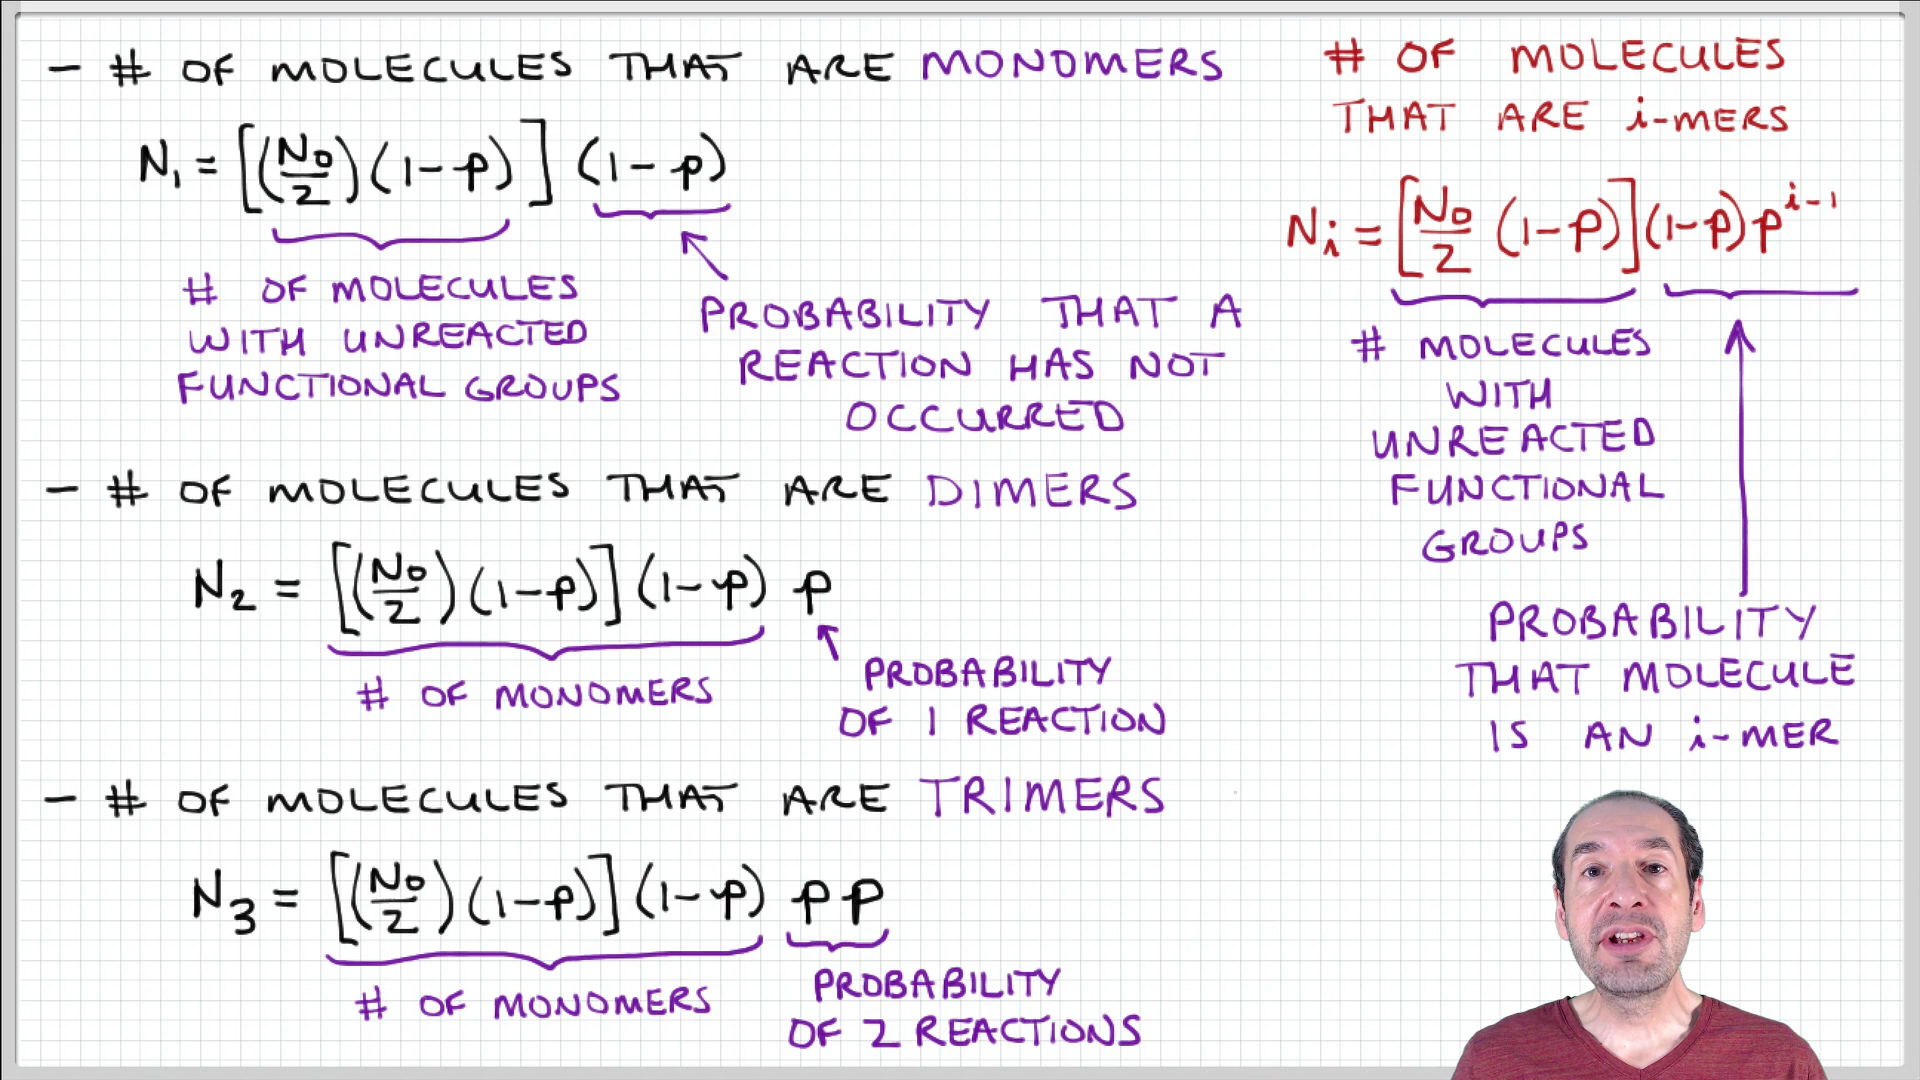 - # OF MOLECULES THAT ARE MONOMERS
N₁ = [(N₀/2)(1-p)](1-p)
# OF MOLECULES
WITH UNREACTED
FUNCTIONAL GROUPS
PROBABILITY THAT A
REACTION HAS NOT
OCCURRED
- # OF MOLECULES THAT ARE DIMERS
N₂ = [(N₀/2)(1-p)](1-p) p
# OF MONOMERS
PROBABILITY
OF 1 REACTION
- # OF MOLECULES THAT ARE TRIMERS
N₃ = [(N₀/2)(1-p)](1-p) p p
# OF MONOMERS
PROBABILITY
OF 2 REACTIONS
# OF MOLECULES
THAT ARE i-MERS
Nᵢ = [N₀/2 (1-p)](1-p) pⁱ⁻¹
# MOLECULES
WITH
UNREACTED
FUNCTIONAL
GROUPS
PROBABILITY
THAT MOLECULE
IS AN i-MER